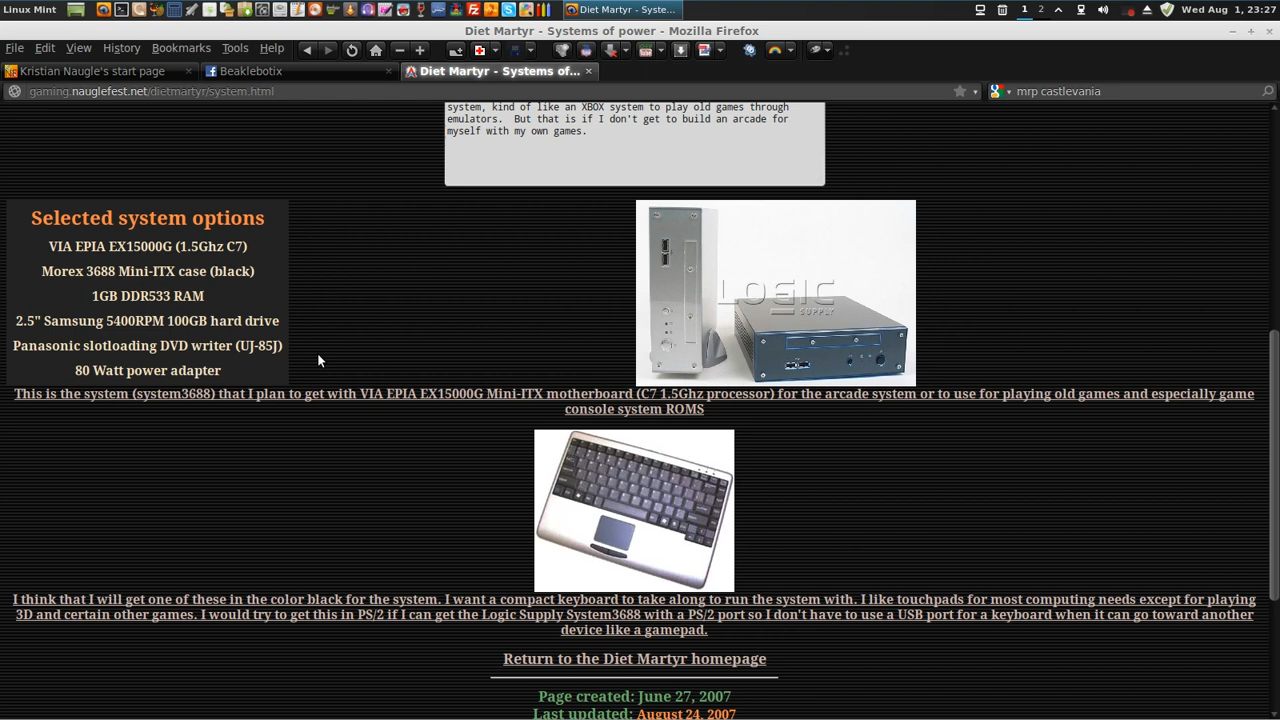 Linux Mint
Diet Martyr - Syste...
1 2
Wed Aug 1, 23:27
Diet Martyr - Systems of power - Mozilla Firefox
File Edit View History Bookmarks Tools Help
Kristian Naugle's start page
Beaklebotix
Diet Martyr - Systems of...
gaming.nauglefest.net/dietmartyr/system.html
mrp castlevania
system, kind of like an XBOX system to play old games through
emulators. But that is if I don't get to build an arcade for
myself with my own games.
Selected system options
VIA EPIA EX15000G (1.5Ghz C7)
Morex 3688 Mini-ITX case (black)
1GB DDR533 RAM
2.5" Samsung 5400RPM 100GB hard drive
Panasonic slotloading DVD writer (UJ-85J)
80 Watt power adapter
LOGIC
SUPPLY
This is the system (system3688) that I plan to get with VIA EPIA EX15000G Mini-ITX motherboard (C7 1.5Ghz processor) for the arcade system or to use for playing old games and especially game
console system ROMS
I think that I will get one of these in the color black for the system. I want a compact keyboard to take along to run the system with. I like touchpads for most computing needs except for playing
3D and certain other games. I would try to get this in PS/2 if I can get the Logic Supply System3688 with a PS/2 port so I don't have to use a USB port for a keyboard when it can go toward another
device like a gamepad.
Return to the Diet Martyr homepage
Page created: June 27, 2007
Last updated: August 24, 2007